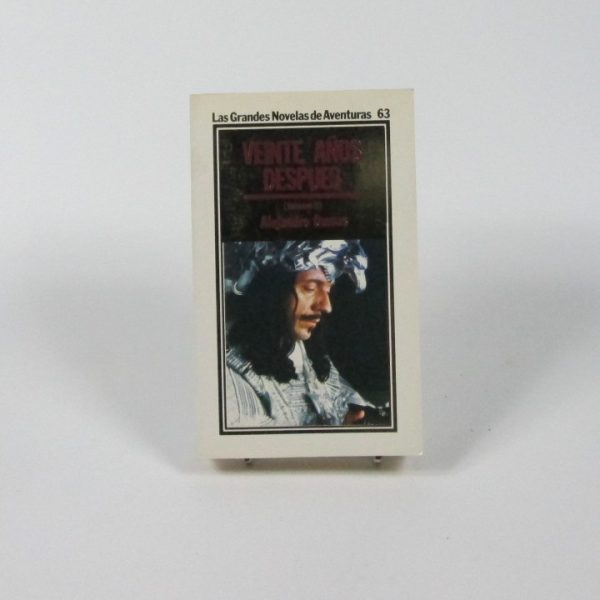 Las Grandes Novelas de Aventuras 63
VEINTE AÑOS
DESPUES
Alejandro Dumas